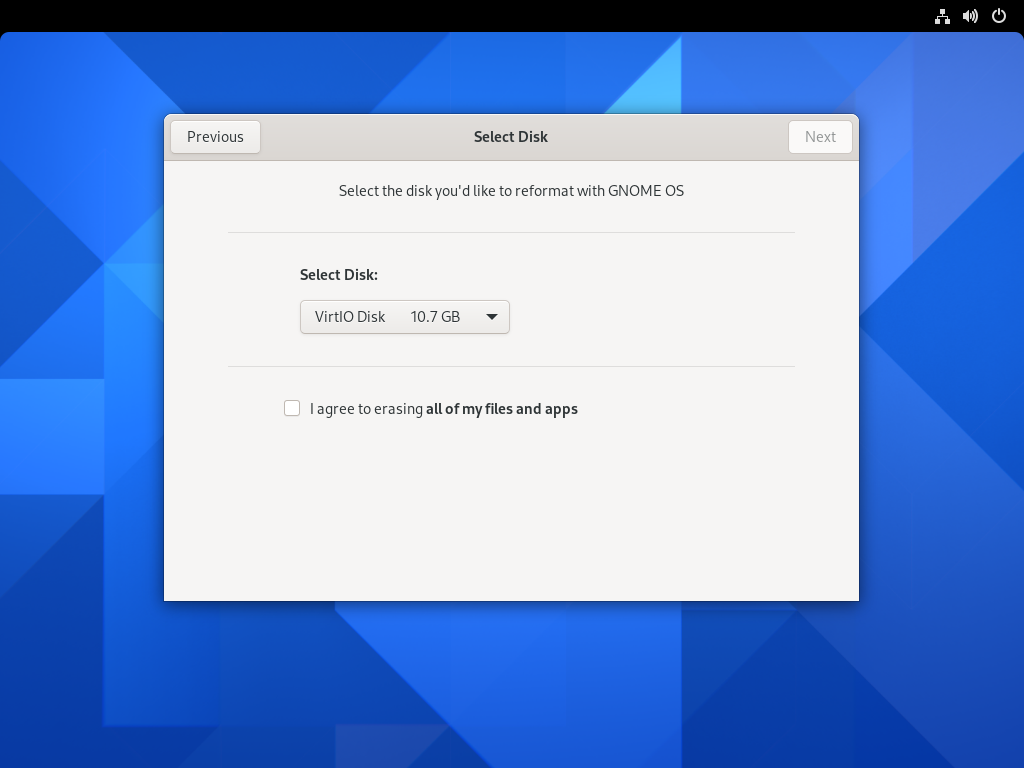 Previous
Select Disk
Next
Select the disk you'd like to reformat with GNOME OS
Select Disk:
VirtIO Disk 10.7 GB
I agree to erasing all of my files and apps